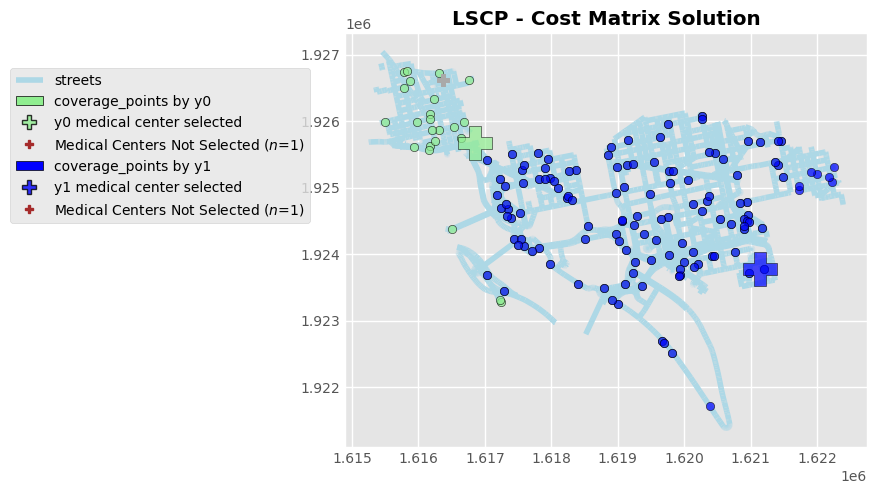 LSCP - Cost Matrix Solution
1e6
1.927
1.926
1.925
1.924
1.923
1.922
streets
coverage_points by y0
y0 medical center selected
Medical Centers Not Selected (n=1)
coverage_points by y1
y1 medical center selected
Medical Centers Not Selected (n=1)
1.615 1.616 1.617 1.618 1.619 1.620 1.621 1.622
1e6